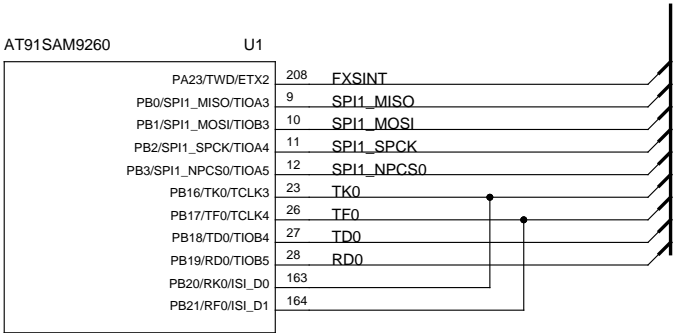 AT91SAM9260 U1
PA23/TWD/ETX2 208 FXSINT
PB0/SPI1_MISO/TIOA3 9 SPI1_MISO
PB1/SPI1_MOSI/TIOB3 10 SPI1_MOSI
PB2/SPI1_SPCK/TIOA4 11 SPI1_SPCK
PB3/SPI1_NPCS0/TIOA5 12 SPI1_NPCS0
PB16/TK0/TCLK3 23 TK0
PB17/TF0/TCLK4 26 TF0
PB18/TD0/TIOB4 27 TD0
PB19/RD0/TIOB5 28 RD0
PB20/RK0/ISI_D0 163
PB21/RF0/ISI_D1 164